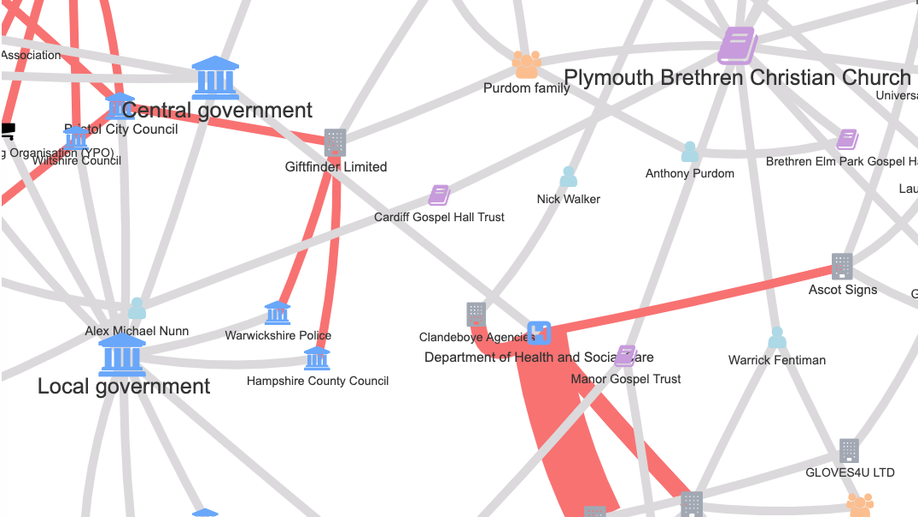 Association
Plymouth Brethren Christian Church
Purdom family
Universa
Central government
Bristol City Council
g Organisation (YPO)
Wiltshire Council
Giftfinder Limited
Brethren Elm Park Gospel Ha
Anthony Purdom
Lau
Nick Walker
Cardiff Gospel Hall Trust
Ascot Signs
G
Alex Michael Nunn
Warwickshire Police
Clandeboye Agencies
Department of Health and Social Care
Warrick Fentiman
Local government
Hampshire County Council
Manor Gospel Trust
GLOVES4U LTD